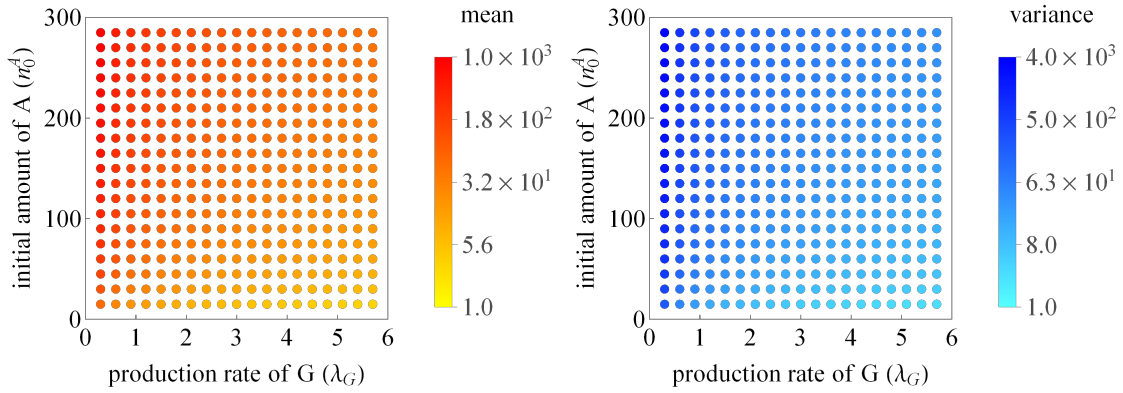 mean
variance
300
200
100
0
initial amount of A (n₀ᴬ)
0 1 2 3 4 5 6
production rate of G (λ_G)
1.0 × 10³
1.8 × 10²
3.2 × 10¹
5.6
1.0
300
200
100
0
initial amount of A (n₀ᴬ)
0 1 2 3 4 5 6
production rate of G (λ_G)
4.0 × 10³
5.0 × 10²
6.3 × 10¹
8.0
1.0